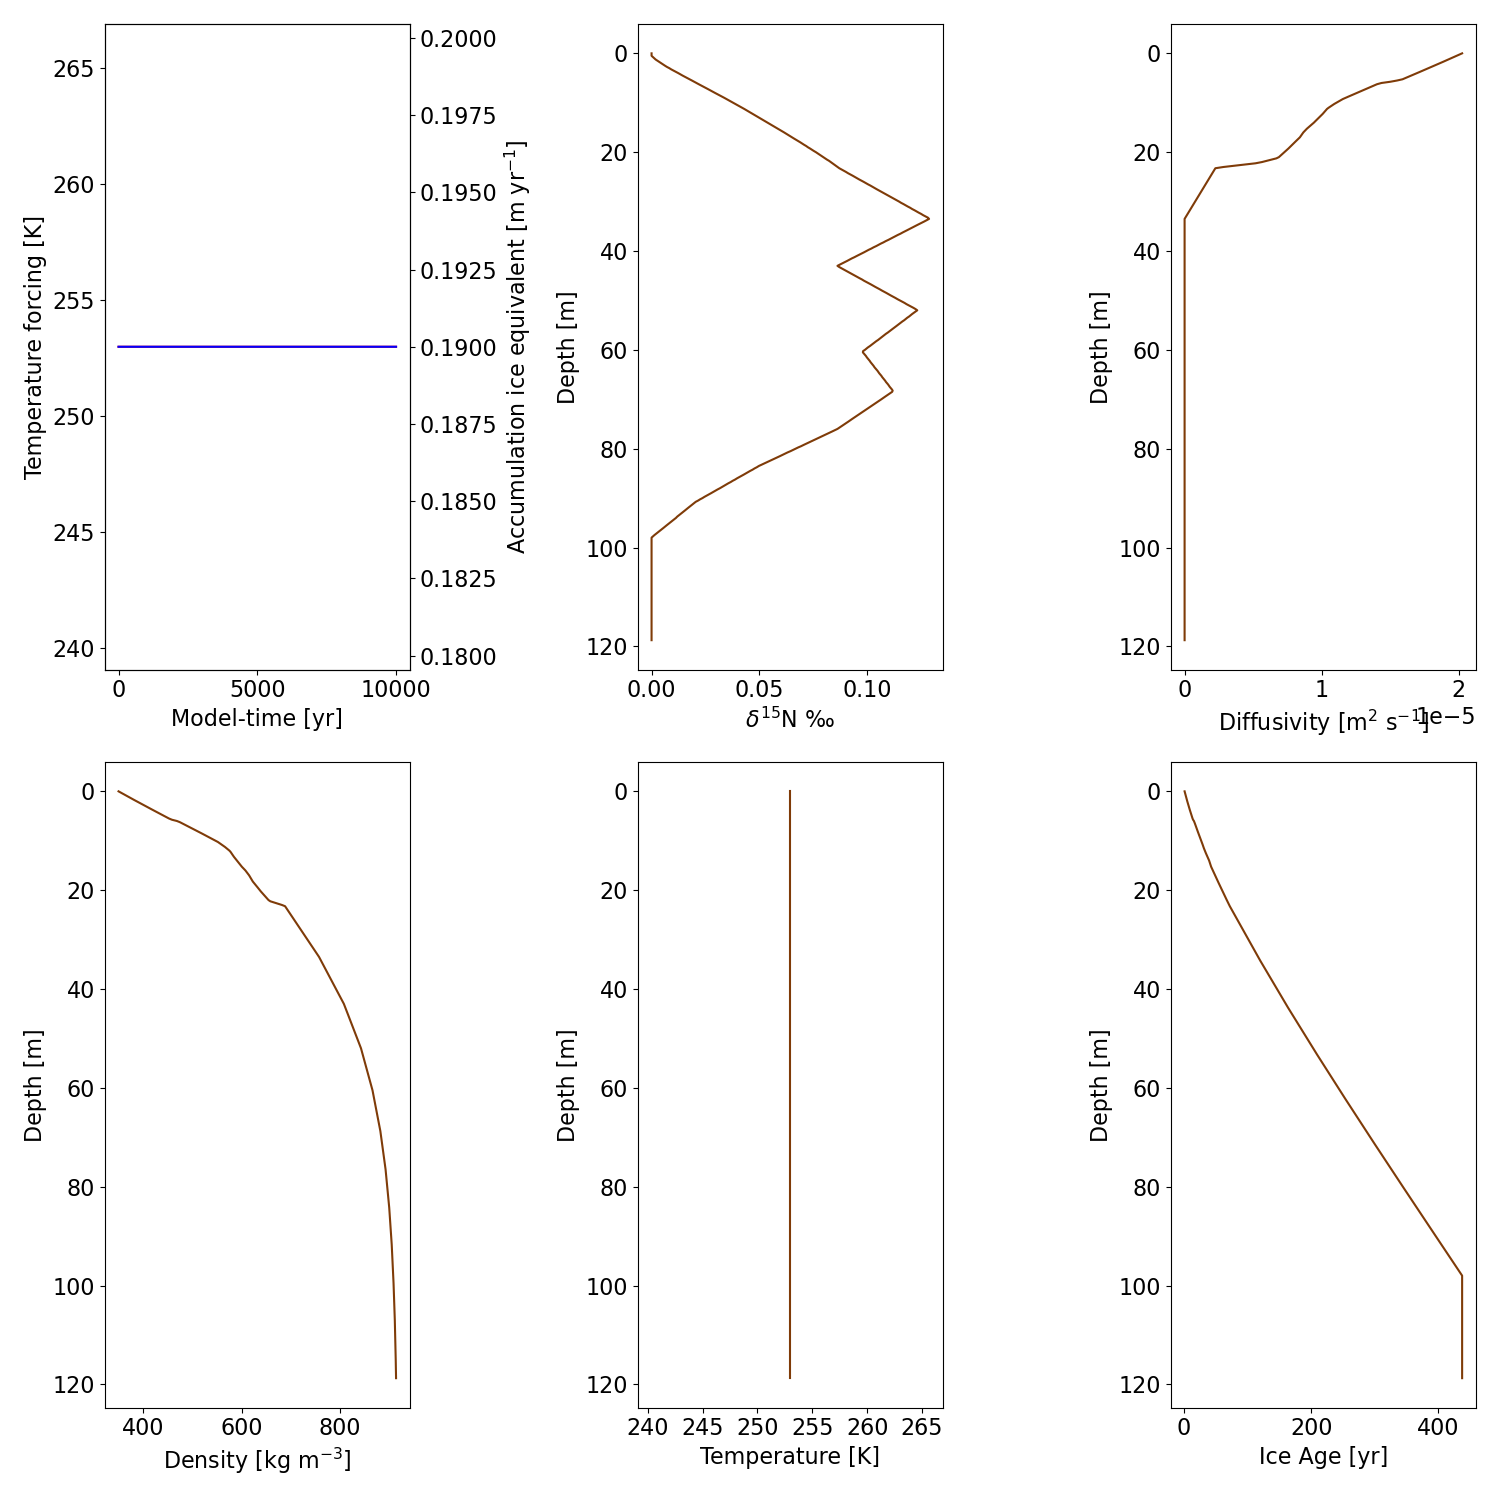 265
260
255
250
245
240
Temperature forcing [K]
0.2000
0.1975
0.1950
0.1925
0.1900
0.1875
0.1850
0.1825
0.1800
Accumulation ice equivalent [m yr⁻¹]
0 5000 10000
Model-time [yr]
0
20
40
60
80
100
120
Depth [m]
0.00 0.05 0.10
δ¹⁵N ‰
0
20
40
60
80
100
120
Depth [m]
0 1 2
Diffusivity [m² s⁻¹]
1e−5
0
20
40
60
80
100
120
Depth [m]
400 600 800
Density [kg m⁻³]
0
20
40
60
80
100
120
Depth [m]
240 245 250 255 260 265
Temperature [K]
0
20
40
60
80
100
120
Depth [m]
0 200 400
Ice Age [yr]